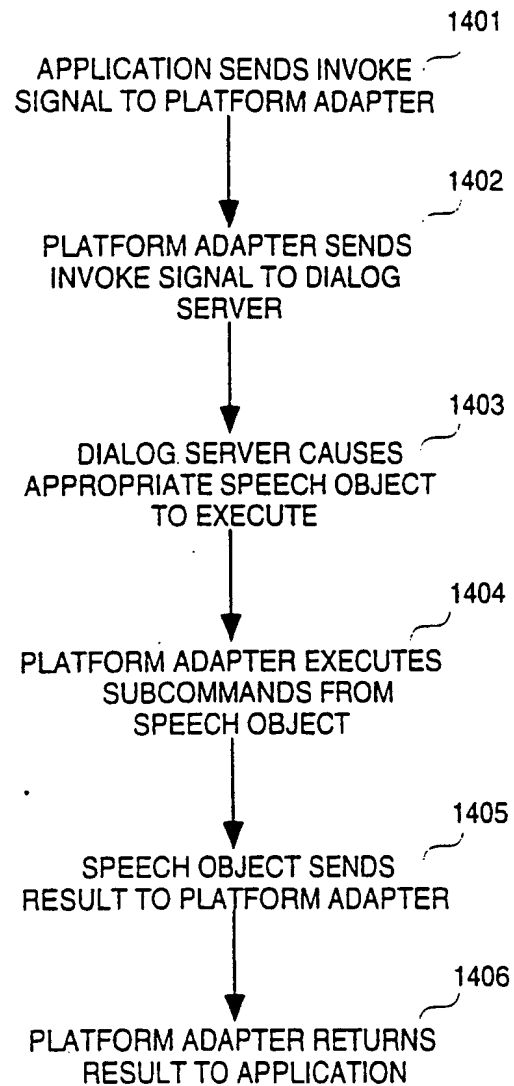 1401
APPLICATION SENDS INVOKE
SIGNAL TO PLATFORM ADAPTER
1402
PLATFORM ADAPTER SENDS
INVOKE SIGNAL TO DIALOG
SERVER
1403
DIALOG SERVER CAUSES
APPROPRIATE SPEECH OBJECT
TO EXECUTE
1404
PLATFORM ADAPTER EXECUTES
SUBCOMMANDS FROM
SPEECH OBJECT
1405
SPEECH OBJECT SENDS
RESULT TO PLATFORM ADAPTER
1406
PLATFORM ADAPTER RETURNS
RESULT TO APPLICATION